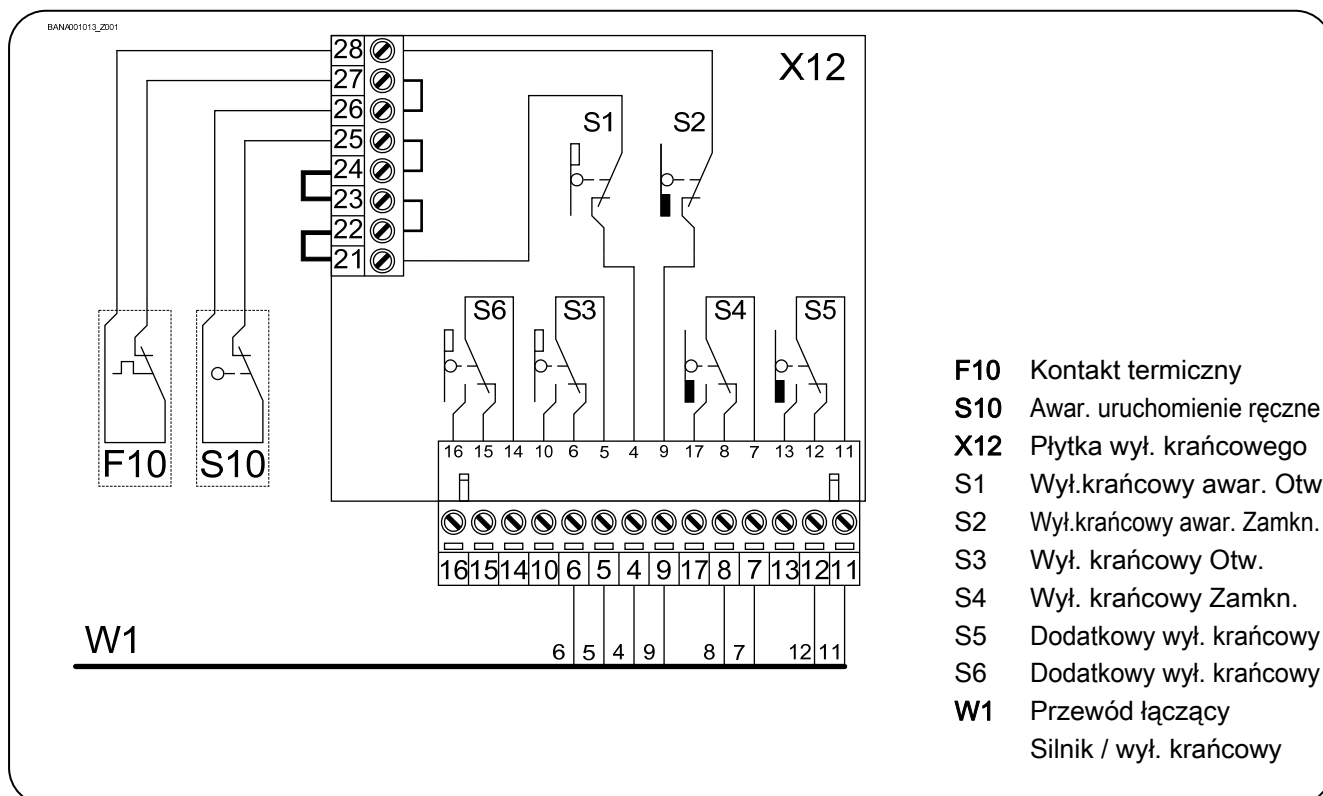 BANA001013_Z001
28
27
26
25
24
23
22
21
X12
S1
S2
S6
S3
S4
S5
F10
S10
16 15 14 10 6 5 4 9 17 8 7 13 12 11
16 15 14 10 6 5 4 9 17 8 7 13 12 11
W1
6 5 4 9 8 7 12 11
F10 Kontakt termiczny
S10 Awar. uruchomienie ręczne
X12 Płytka wył. krańcowego
S1 Wył.krańcowy awar. Otw
S2 Wył.krańcowy awar. Zamkn.
S3 Wył. krańcowy Otw.
S4 Wył. krańcowy Zamkn.
S5 Dodatkowy wył. krańcowy
S6 Dodatkowy wył. krańcowy
W1 Przewód łączący
Silnik / wył. krańcowy